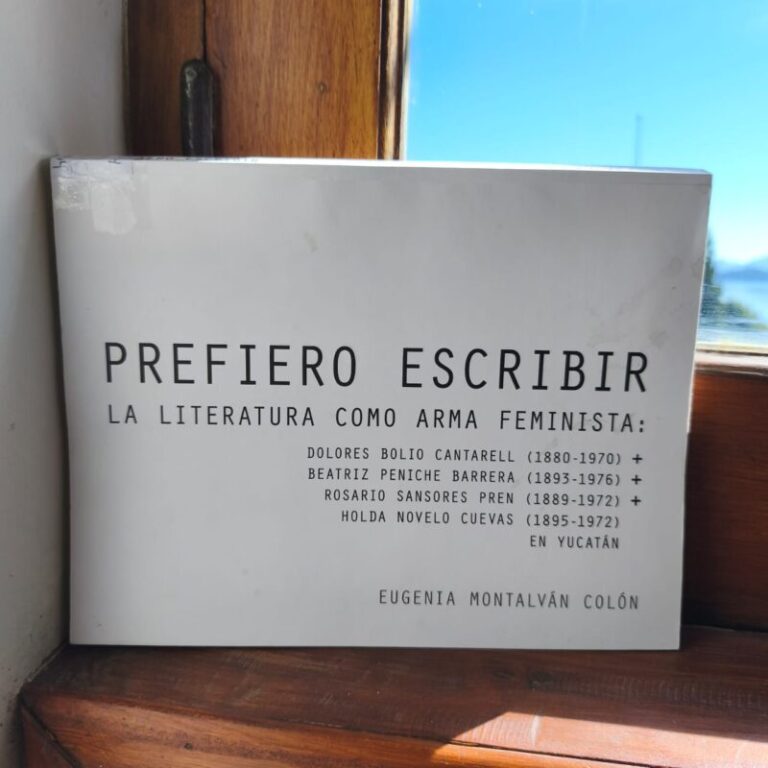 PREFIERO ESCRIBIR
LA LITERATURA COMO ARMA FEMINISTA:
DOLORES BOLIO CANTARELL (1880-1970) +
BEATRIZ PENICHE BARRERA (1893-1976) +
ROSARIO SANSORES PREN (1889-1972) +
HOLDA NOVELO CUEVAS (1895-1972)
EN YUCATÁN
EUGENIA MONTALVÁN COLÓN